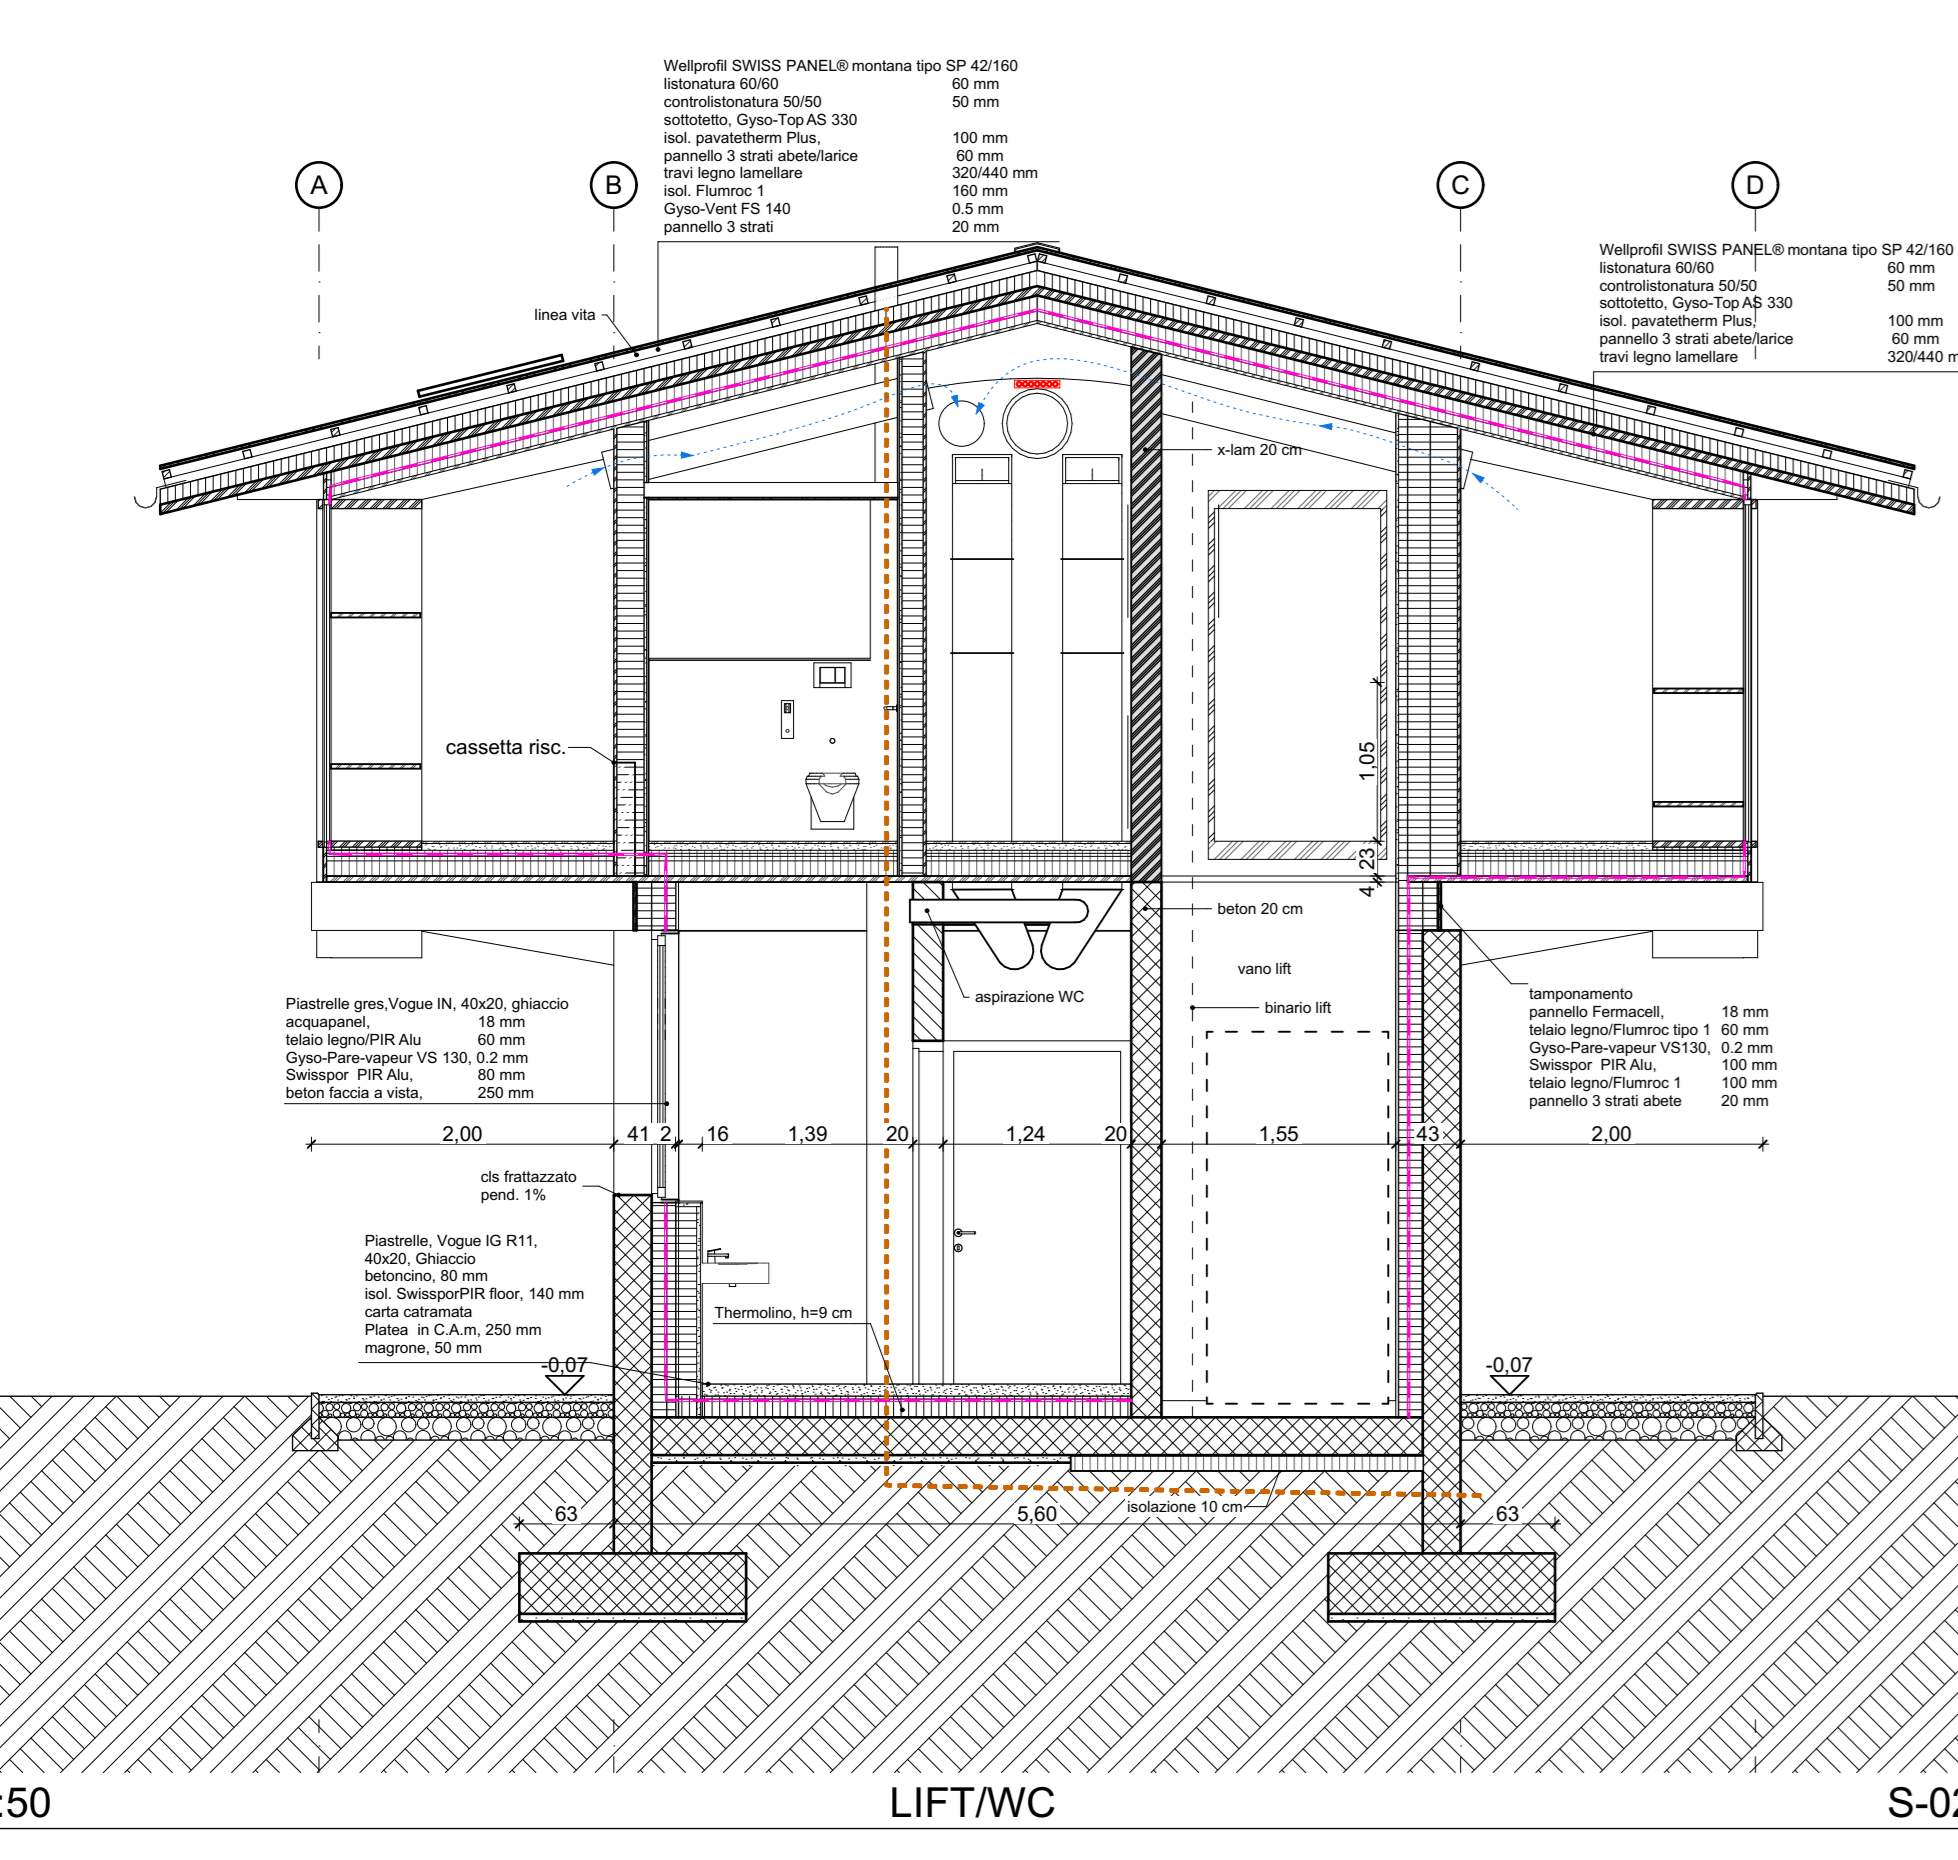 Wellprofil SWISS PANEL® montana tipo SP 42/160
listonatura 60/60 60 mm
controlistonatura 50/50 50 mm
sottotetto, Gyso-Top AS 330
isol. pavatetherm Plus, 100 mm
pannello 3 strati abete/larice 60 mm
travi legno lamellare 320/440 mm
isol. Flumroc 1 160 mm
Gyso-Vent FS 140 0.5 mm
pannello 3 strati 20 mm
A
B
C
D
Wellprofil SWISS PANEL® montana tipo SP 42/160
listonatura 60/60 60 mm
controlistonatura 50/50 50 mm
sottotetto, Gyso-Top AS 330
isol. pavatetherm Plus, 100 mm
pannello 3 strati abete/larice 60 mm
travi legno lamellare 320/440 m
linea vita
x-lam 20 cm
cassetta risc.
1,05
23
4
beton 20 cm
vano lift
aspirazione WC
binario lift
Piastrelle gres,Vogue IN, 40x20, ghiaccio
acquapanel, 18 mm
telaio legno/PIR Alu 60 mm
Gyso-Pare-vapeur VS 130, 0.2 mm
Swisspor PIR Alu, 80 mm
beton faccia a vista, 250 mm
tamponamento
pannello Fermacell, 18 mm
telaio legno/Flumroc tipo 1 60 mm
Gyso-Pare-vapeur VS130, 0.2 mm
Swisspor PIR Alu, 100 mm
telaio legno/Flumroc 1 100 mm
pannello 3 strati abete 20 mm
2,00 41 2 16 1,39 20 1,24 20 1,55 43 2,00
cls frattazzato
pend. 1%
Piastrelle, Vogue IG R11,
40x20, Ghiaccio
betoncino, 80 mm
isol. SwissporPIR floor, 140 mm
carta catramata
Platea in C.A.m, 250 mm
magrone, 50 mm
Thermolino, h=9 cm
-0,07
-0,07
isolazione 10 cm
63 5,60 63
:50
LIFT/WC
S-02